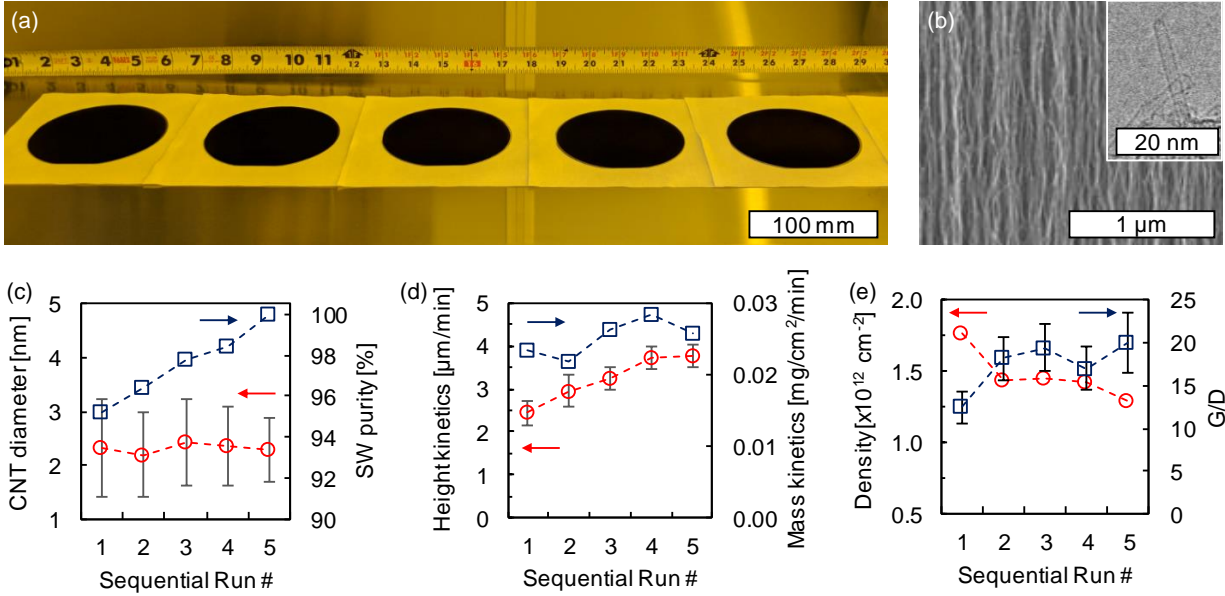 (a)
01 2 3 4 5 6 7 8 9 10 11 12 13 14 15 16 17 18 19 20 21 22 23 24 25 26 27 28 29
100 mm
(b)
20 nm
1 µm
(c)
CNT diameter [nm]
5
4
3
2
1
100
98
96
94
92
90
SW purity [%]
1 2 3 4 5
Sequential Run #
(d)
Height kinetics [µm/min]
5
4
3
2
1
0
0.03
0.02
0.01
0.00
Mass kinetics [mg/cm²/min]
1 2 3 4 5
Sequential Run #
(e)
Density [x10¹² cm⁻²]
2.0
1.5
1.0
0.5
25
20
15
10
5
0
G/D
1 2 3 4 5
Sequential Run #